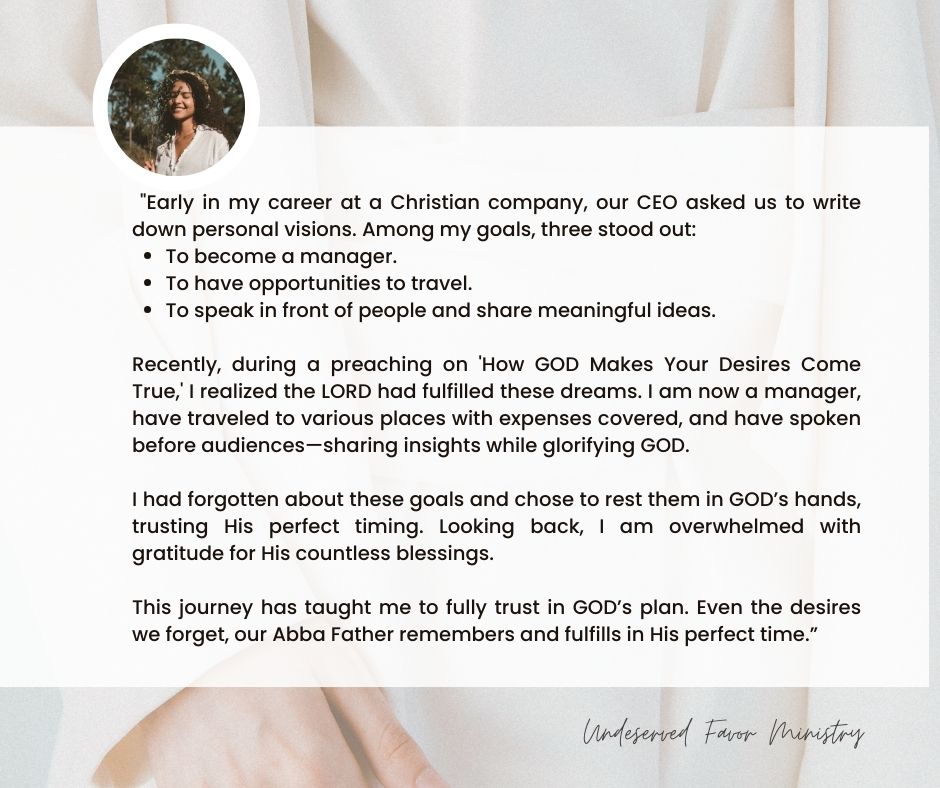 "Early in my career at a Christian company, our CEO asked us to write
down personal visions. Among my goals, three stood out:
• To become a manager.
• To have opportunities to travel.
• To speak in front of people and share meaningful ideas.
Recently, during a preaching on 'How GOD Makes Your Desires Come
True,' I realized the LORD had fulfilled these dreams. I am now a manager,
have traveled to various places with expenses covered, and have spoken
before audiences—sharing insights while glorifying GOD.
I had forgotten about these goals and chose to rest them in GOD’s hands,
trusting His perfect timing. Looking back, I am overwhelmed with
gratitude for His countless blessings.
This journey has taught me to fully trust in GOD’s plan. Even the desires
we forget, our Abba Father remembers and fulfills in His perfect time.”
Undeserved Favor Ministry